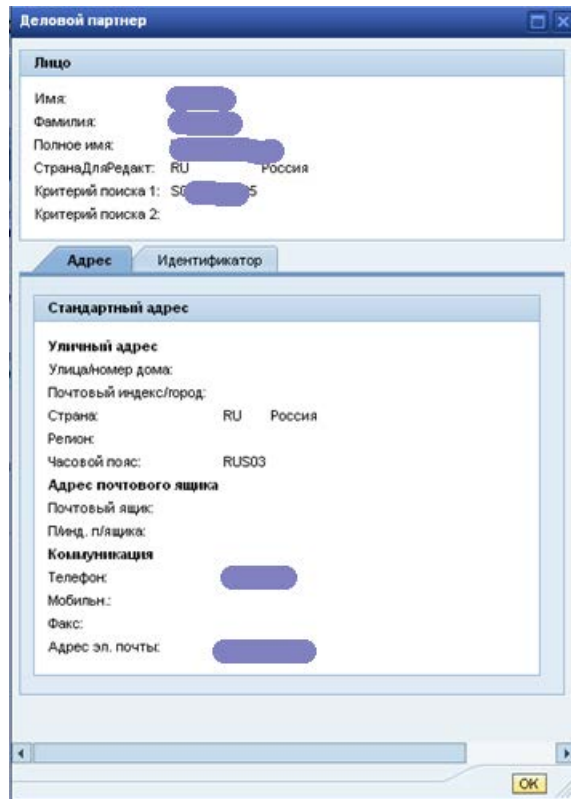 Деловой партнер
Лицо
Имя:
Фамилия:
Полное имя:
СтранаДляРедакт: RU Россия
Критерий поиска 1: S0 5
Критерий поиска 2:
Адрес Идентификатор
Стандартный адрес
Уличный адрес
Улица/номер дома:
Почтовый индекс/город:
Страна: RU Россия
Регион:
Часовой пояс: RUS03
Адрес почтового ящика
Почтовый ящик:
П/инд. п/ящика:
Коммуникация
Телефон:
Мобильн.:
Факс:
Адрес эл. почты:
OK